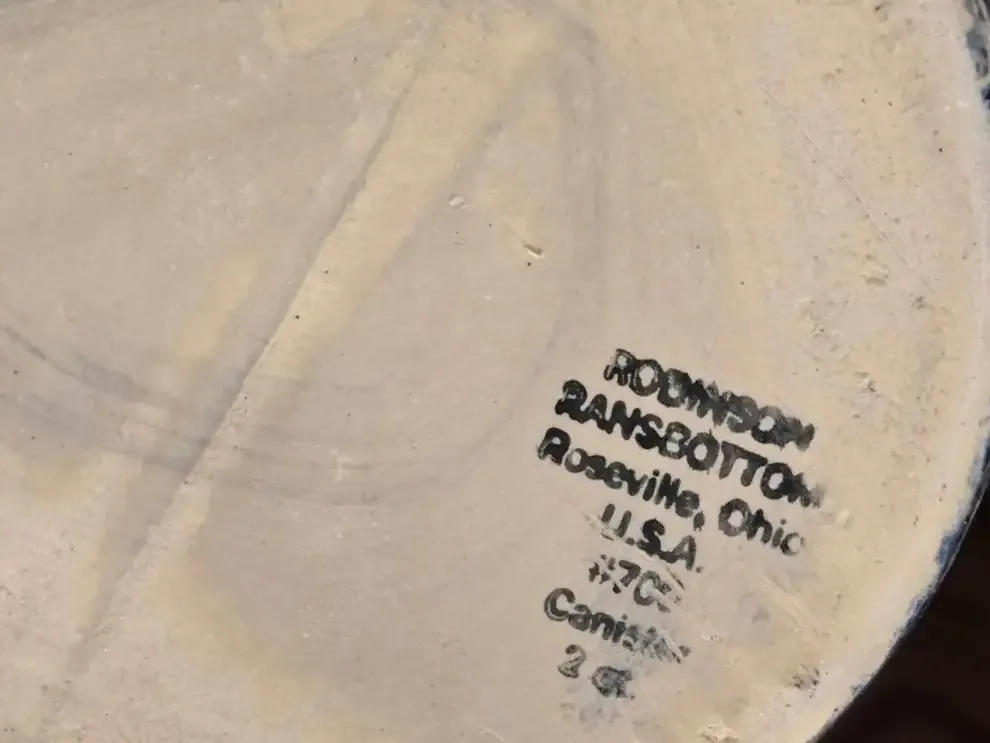 ROBINSON
RANSBOTTOM
Roseville, Ohio
U.S.A.
Canister
2 qt.